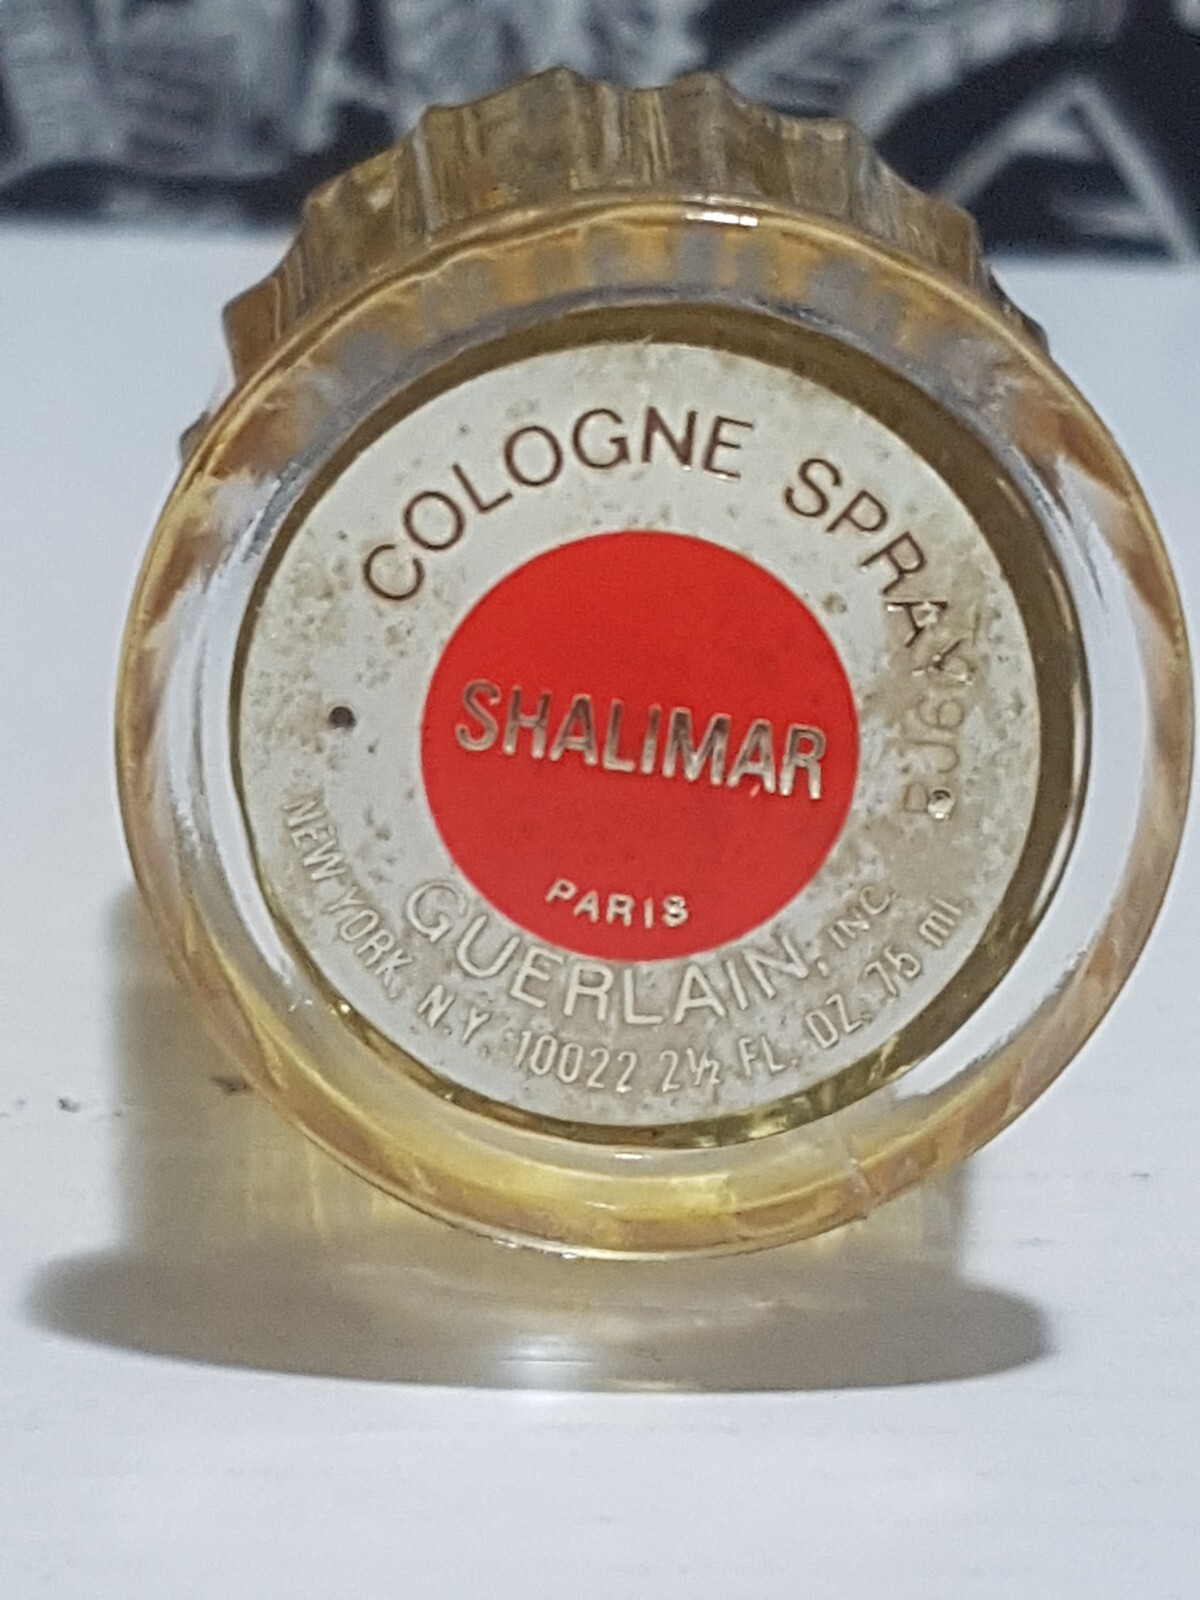 COLOGNE SPRAY
SHALIMAR
PARIS
GUERLAIN, INC.
NEW YORK, N.Y. 10022 2½ FL. OZ. 75 ml